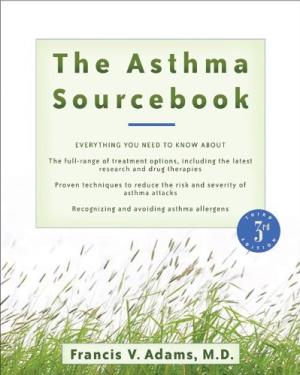 The Asthma
Sourcebook
EVERYTHING YOU NEED TO KNOW ABOUT
The full-range of treatment options, including the latest
research and drug therapies
Proven techniques to reduce the risk and severity of
asthma attacks
Recognizing and avoiding asthma allergens
THIRD
3rd
EDITION
Francis V. Adams, M.D.